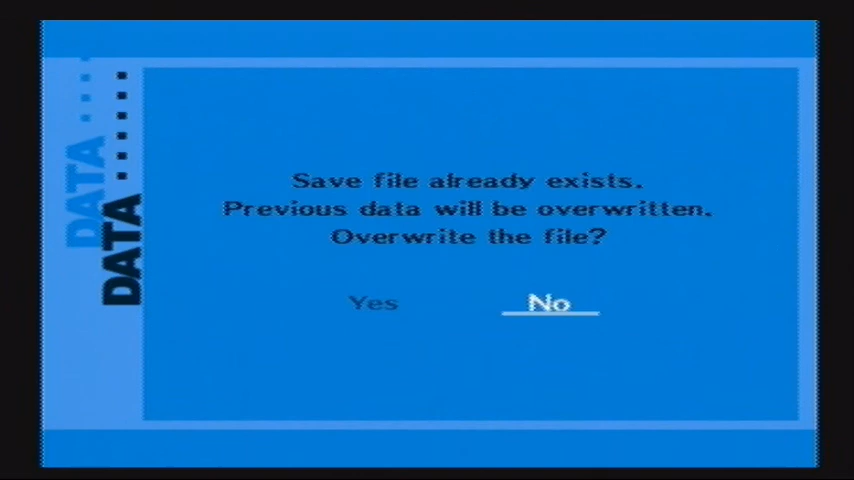 DATA
DATA
Save file already exists.
Previous data will be overwritten.
Overwrite the file?
Yes No